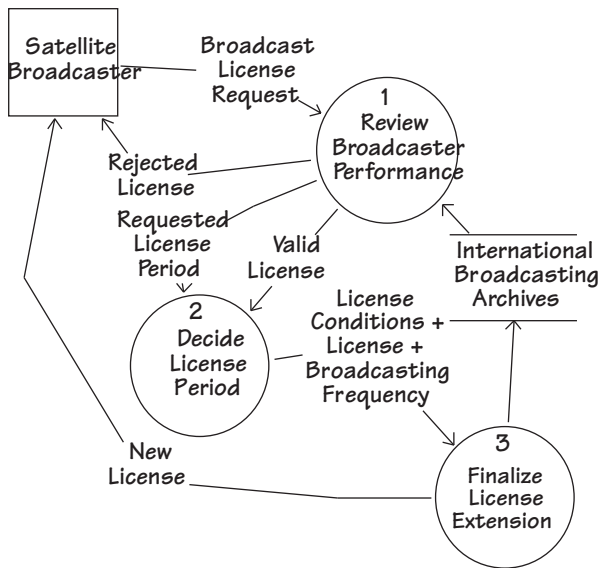 Satellite
Broadcaster
Broadcast
License
Request
1
Review
Broadcaster
Performance
Rejected
License
Requested
License
Period
Valid
License
International
Broadcasting
Archives
2
Decide
License
Period
License
Conditions +
License +
Broadcasting
Frequency
3
Finalize
License
Extension
New
License